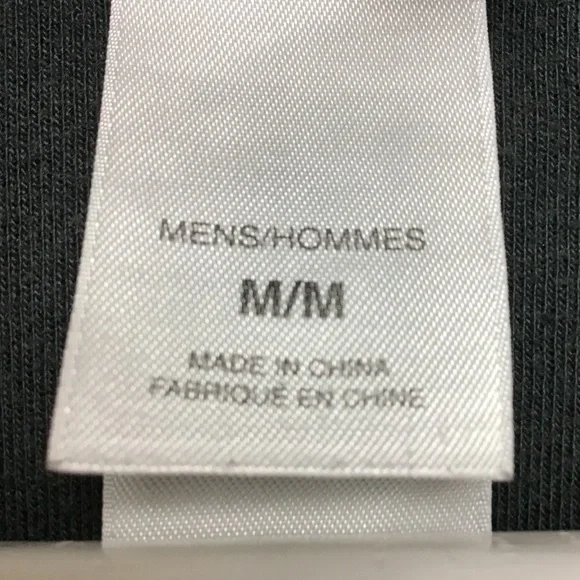 MENS/HOMMES
M/M
MADE IN CHINA
FABRIQUÉ EN CHINE